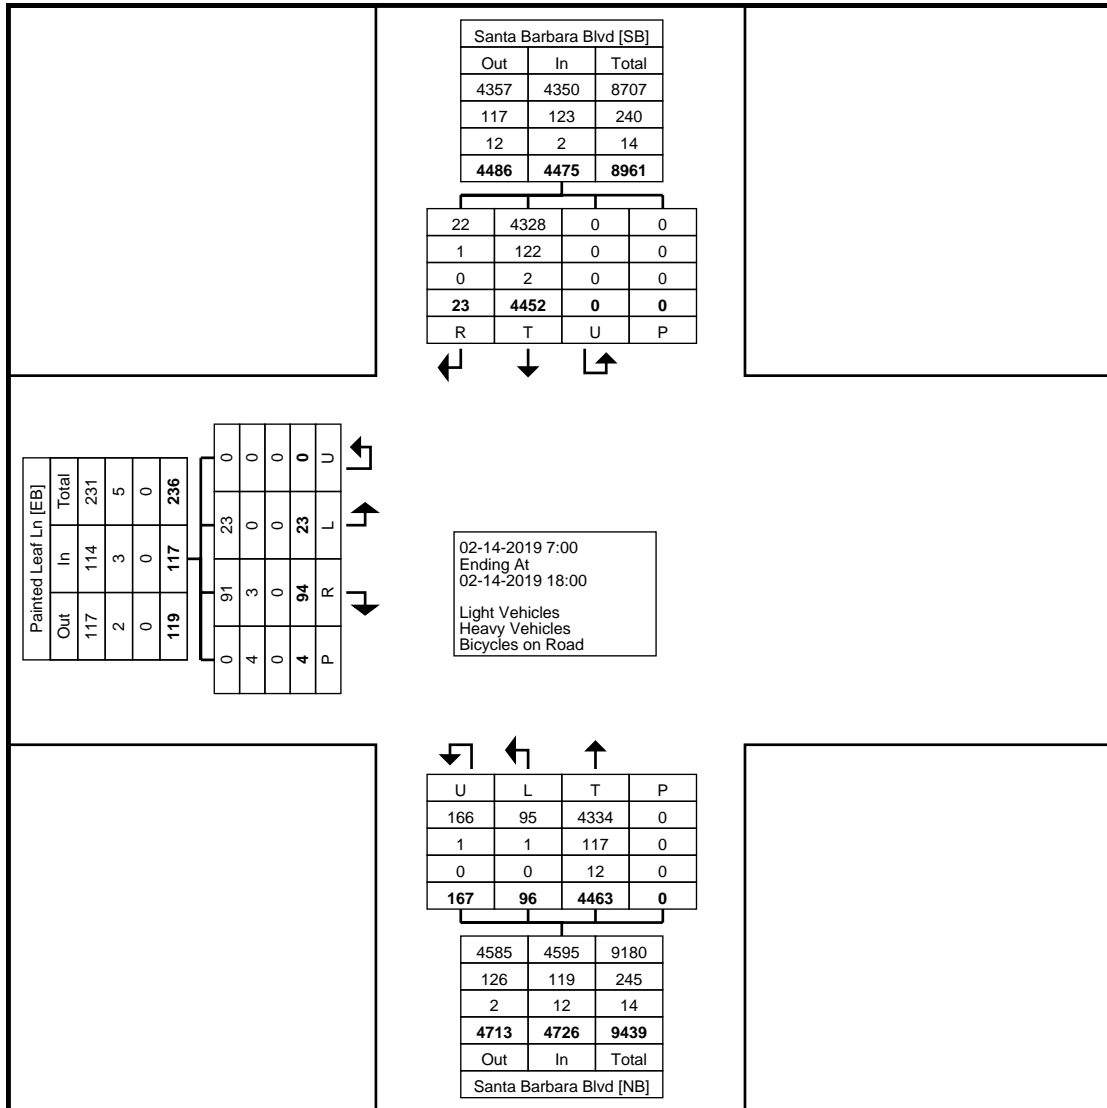 Santa Barbara Blvd [SB]
Out In Total
4357 4350 8707
117 123 240
12 2 14
4486 4475 8961
22 4328 0 0
1 122 0 0
0 2 0 0
23 4452 0 0
R T U P
Painted Leaf Ln [EB]
Out In Total
117 114 231
2 3 5
0 0 0
119 117 236
0 91 23 0
4 3 0 0
0 0 0 0
4 94 23 0
P R L U
02-14-2019 7:00
Ending At
02-14-2019 18:00
Light Vehicles
Heavy Vehicles
Bicycles on Road
U L T P
166 95 4334 0
1 1 117 0
0 0 12 0
167 96 4463 0
4585 4595 9180
126 119 245
2 12 14
4713 4726 9439
Out In Total
Santa Barbara Blvd [NB]